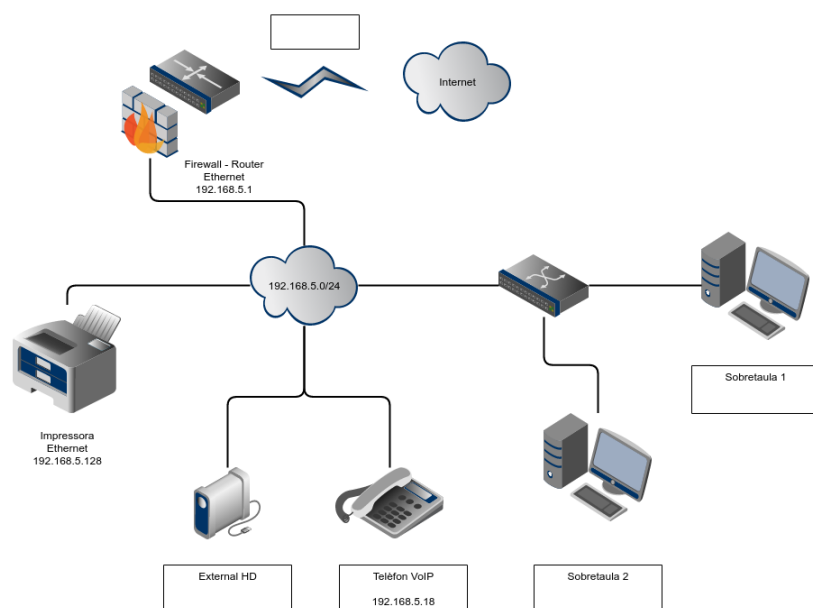 Internet
Firewall - Router
Ethernet
192.168.5.1
192.168.5.0/24
Sobretaula 1
Impressora
Ethernet
192.168.5.128
External HD
Telèfon VoIP
192.168.5.18
Sobretaula 2